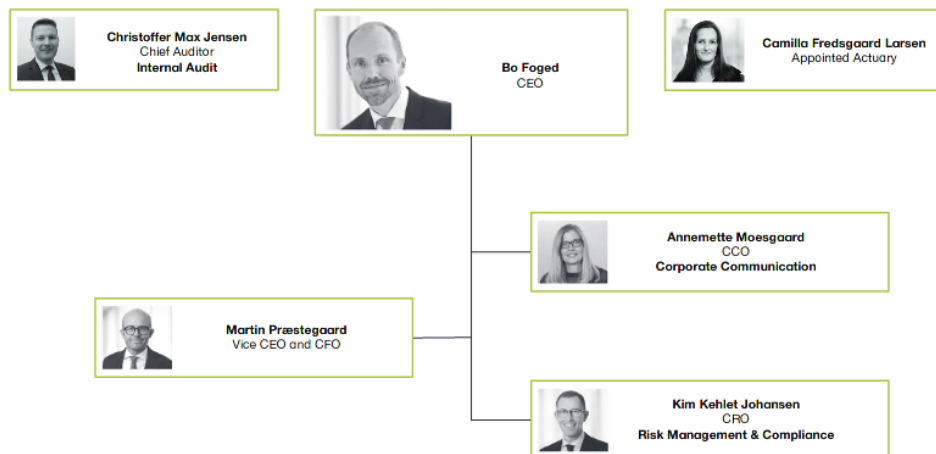 Christoffer Max Jensen
Chief Auditor
Internal Audit
Bo Foged
CEO
Camilla Fredsgaard Larsen
Appointed Actuary
Annemette Moesgaard
CCO
Corporate Communication
Martin Præstegaard
Vice CEO and CFO
Kim Kehlet Johansen
CRO
Risk Management & Compliance